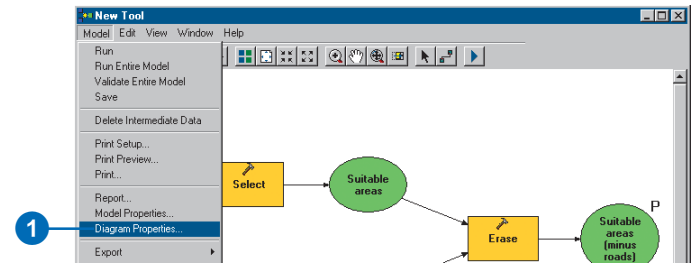 New Tool
Model Edit View Window Help
Run
Run Entire Model
Validate Entire Model
Save
Delete Intermediate Data
Print Setup...
Print Preview...
Print...
Report...
Model Properties...
1
Diagram Properties...
Export
Select
Suitable
areas
Erase
P
Suitable
areas
(minus
roads)